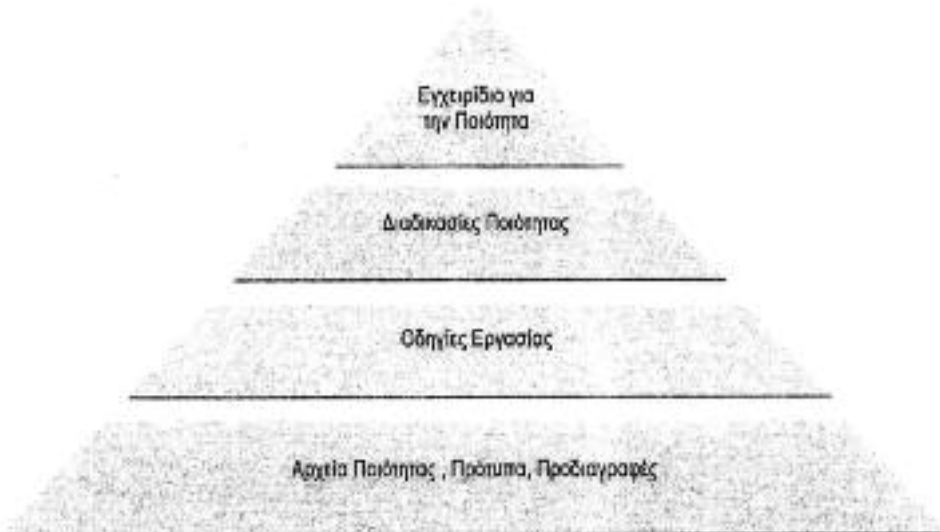 Εγχειρίδιο για
την Ποιότητα
Διαδικασίες Ποιότητας
Οδηγίες Εργασίας
Αρχεία Ποιότητας , Πρότυπα, Προδιαγραφές